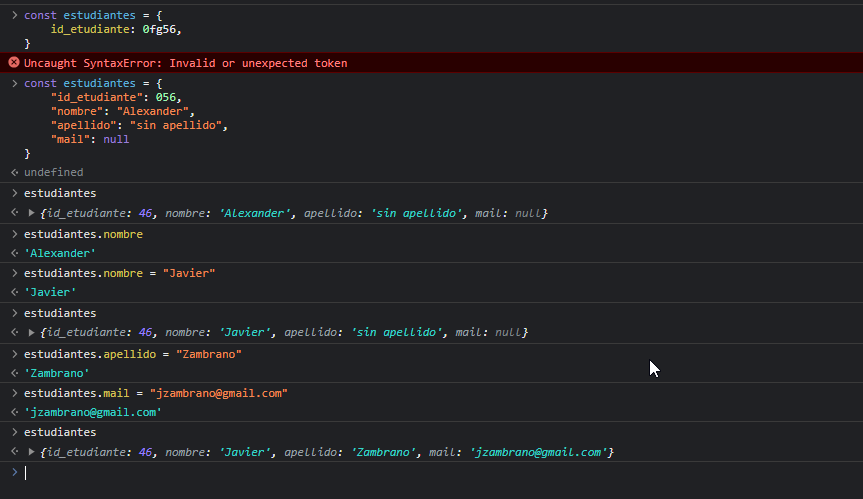 > const estudiantes = {
    id_etudiante: 0fg56,
}
Uncaught SyntaxError: Invalid or unexpected token
> const estudiantes = {
    "id_etudiante": 056,
    "nombre": "Alexander",
    "apellido": "sin apellido",
    "mail": null
}
undefined
> estudiantes
{id_etudiante: 46, nombre: 'Alexander', apellido: 'sin apellido', mail: null}
> estudiantes.nombre
'Alexander'
> estudiantes.nombre = "Javier"
'Javier'
> estudiantes
{id_etudiante: 46, nombre: 'Javier', apellido: 'sin apellido', mail: null}
> estudiantes.apellido = "Zambrano"
'Zambrano'
> estudiantes.mail = "jzambrano@gmail.com"
'jzambrano@gmail.com'
> estudiantes
{id_etudiante: 46, nombre: 'Javier', apellido: 'Zambrano', mail: 'jzambrano@gmail.com'}
>